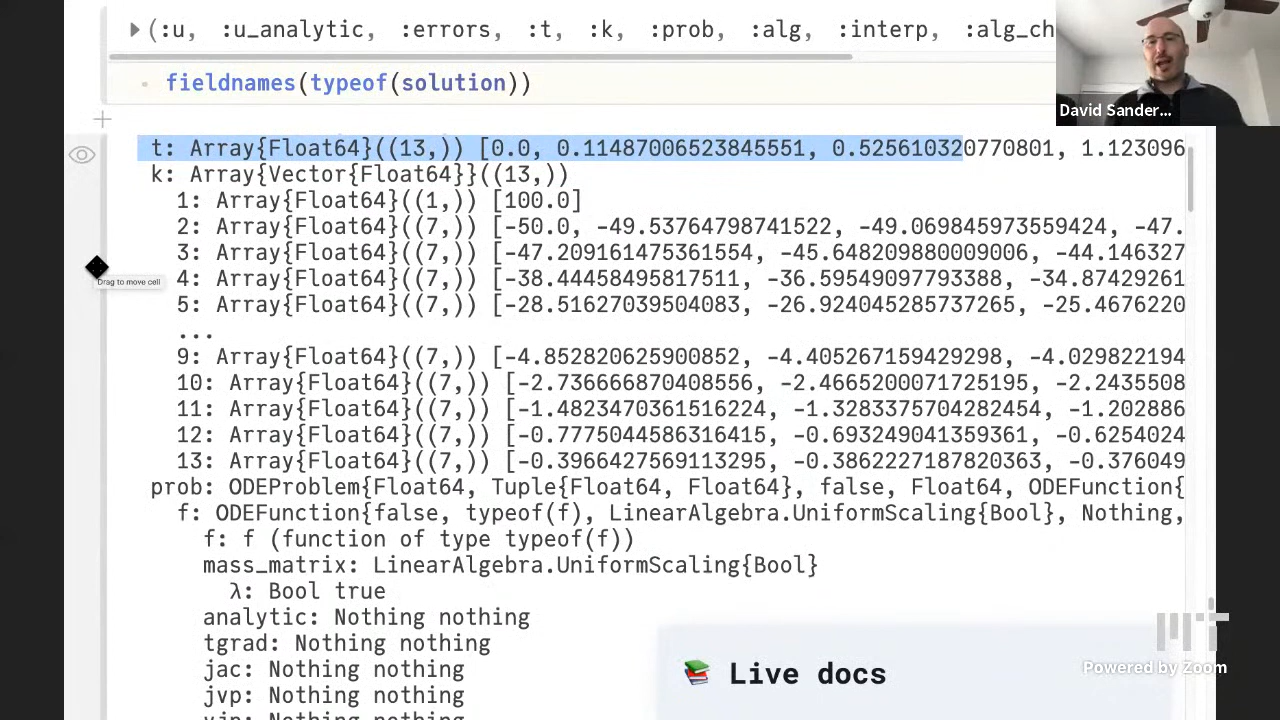 (:u, :u_analytic, :errors, :t, :k, :prob, :alg, :interp, :alg_ch
fieldnames(typeof(solution))
David Sander...
t: Array{Float64}((13,)) [0.0, 0.11487006523845551, 0.525610320770801, 1.123096
k: Array{Vector{Float64}}((13,))
1: Array{Float64}((1,)) [100.0]
2: Array{Float64}((7,)) [-50.0, -49.53764798741522, -49.069845973559424, -47.
3: Array{Float64}((7,)) [-47.209161475361554, -45.648209880009006, -44.146327
4: Array{Float64}((7,)) [-38.44458495817511, -36.59549097793388, -34.87429261
5: Array{Float64}((7,)) [-28.51627039504083, -26.924045285737265, -25.4676220
...
9: Array{Float64}((7,)) [-4.852820625900852, -4.405267159429298, -4.029822194
10: Array{Float64}((7,)) [-2.736666870408556, -2.4665200071725195, -2.2435508
11: Array{Float64}((7,)) [-1.4823470361516224, -1.3283375704282454, -1.202886
12: Array{Float64}((7,)) [-0.7775044586316415, -0.693249041359361, -0.6254024
13: Array{Float64}((7,)) [-0.3966427569113295, -0.3862227187820363, -0.376049
prob: ODEProblem{Float64, Tuple{Float64, Float64}, false, Float64, ODEFunction{
f: ODEFunction{false, typeof(f), LinearAlgebra.UniformScaling{Bool}, Nothing,
f: f (function of type typeof(f))
mass_matrix: LinearAlgebra.UniformScaling{Bool}
λ: Bool true
analytic: Nothing nothing
tgrad: Nothing nothing
jac: Nothing nothing
jvp: Nothing nothing
vjp: Nothing nothing
Drag to move cell
Live docs
MIT
Powered by Zoom